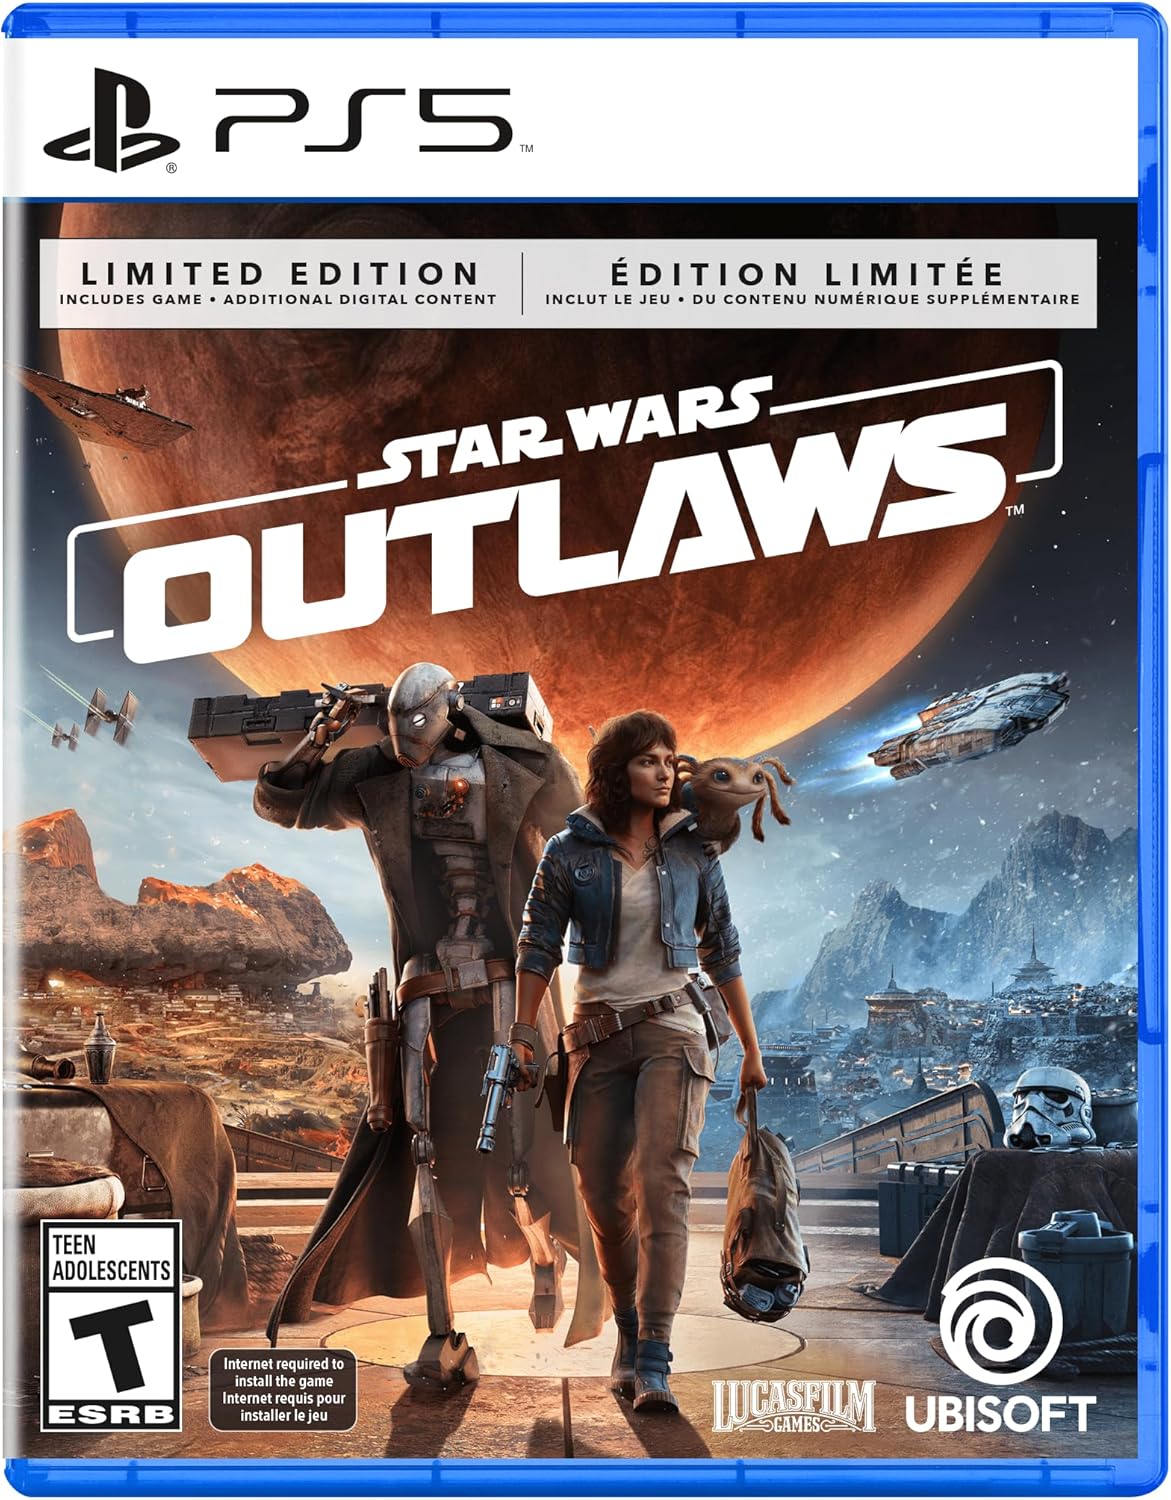 PS5
LIMITED EDITION
INCLUDES GAME • ADDITIONAL DIGITAL CONTENT
ÉDITION LIMITÉE
INCLUT LE JEU • DU CONTENU NUMÉRIQUE SUPPLÉMENTAIRE
STAR WARS
OUTLAWS™
TEEN
ADOLESCENTS
T
ESRB
Internet required to
install the game
Internet requis pour
installer le jeu
LUCASFILM
GAMES
UBISOFT